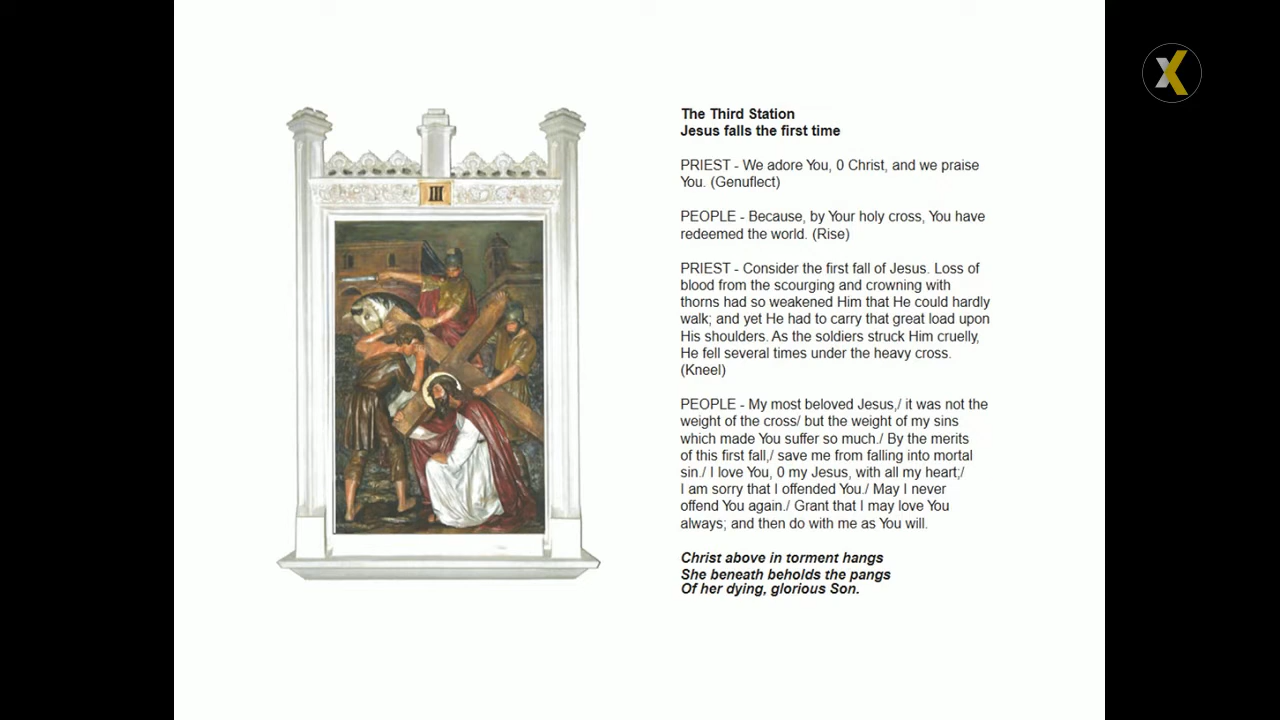 III
The Third Station
Jesus falls the first time
PRIEST - We adore You, 0 Christ, and we praise
You. (Genuflect)
PEOPLE - Because, by Your holy cross, You have
redeemed the world. (Rise)
PRIEST - Consider the first fall of Jesus. Loss of
blood from the scourging and crowning with
thorns had so weakened Him that He could hardly
walk; and yet He had to carry that great load upon
His shoulders. As the soldiers struck Him cruelly,
He fell several times under the heavy cross.
(Kneel)
PEOPLE - My most beloved Jesus,/ it was not the
weight of the cross/ but the weight of my sins
which made You suffer so much./ By the merits
of this first fall,/ save me from falling into mortal
sin./ I love You, 0 my Jesus, with all my heart;/
I am sorry that I offended You./ May I never
offend You again./ Grant that I may love You
always; and then do with me as You will.
Christ above in torment hangs
She beneath beholds the pangs
Of her dying, glorious Son.
X